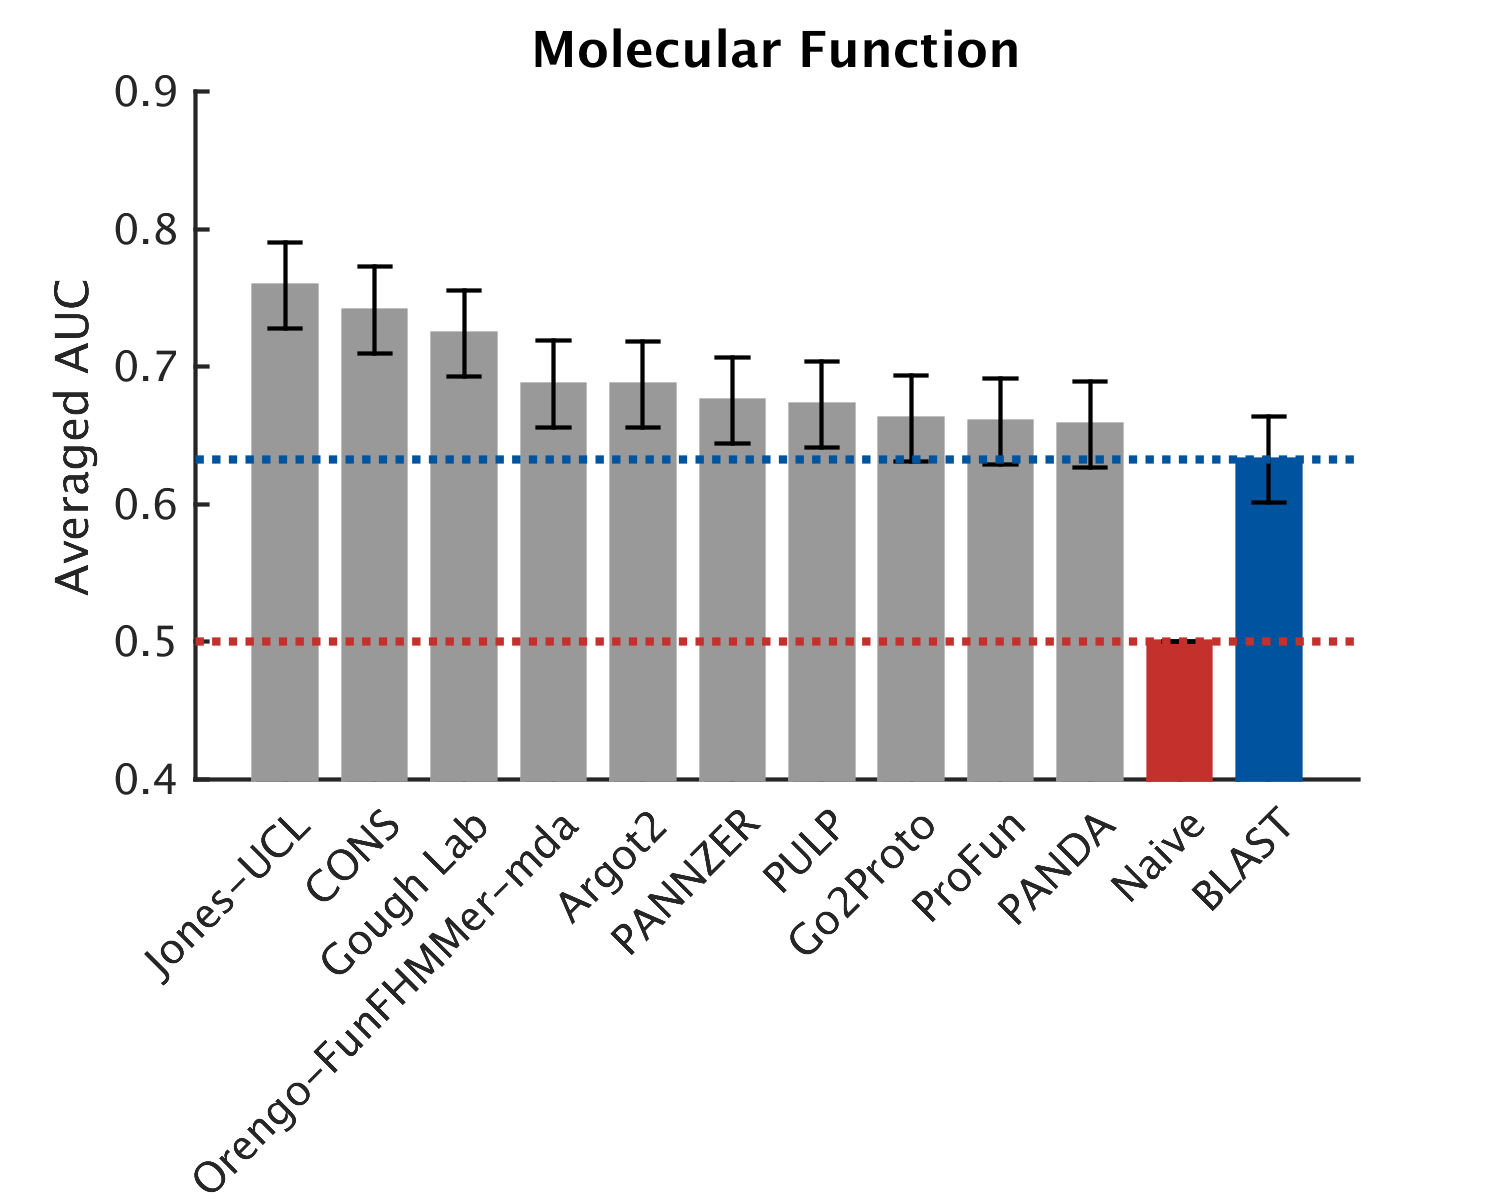 Molecular Function
Averaged AUC
0.9
0.8
0.7
0.6
0.5
0.4
Jones-UCL
CONS
Gough Lab
Orengo-FunFHMMer-mda
Argot2
PANNZER
PULP
Go2Proto
ProFun
PANDA
Naive
BLAST